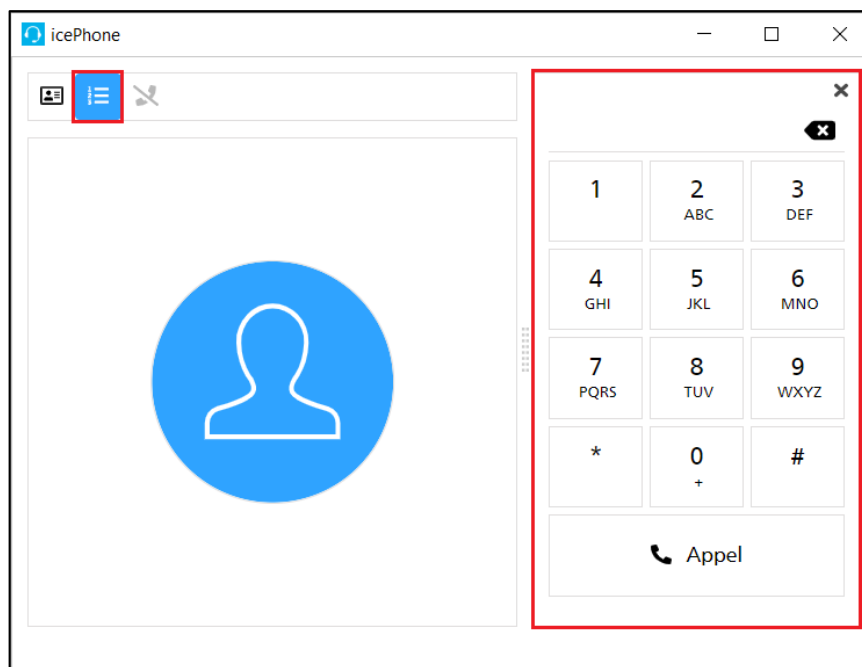 icePhone
1
2
ABC
3
DEF
4
GHI
5
JKL
6
MNO
7
PQRS
8
TUV
9
WXYZ
*
0
+
#
Appel